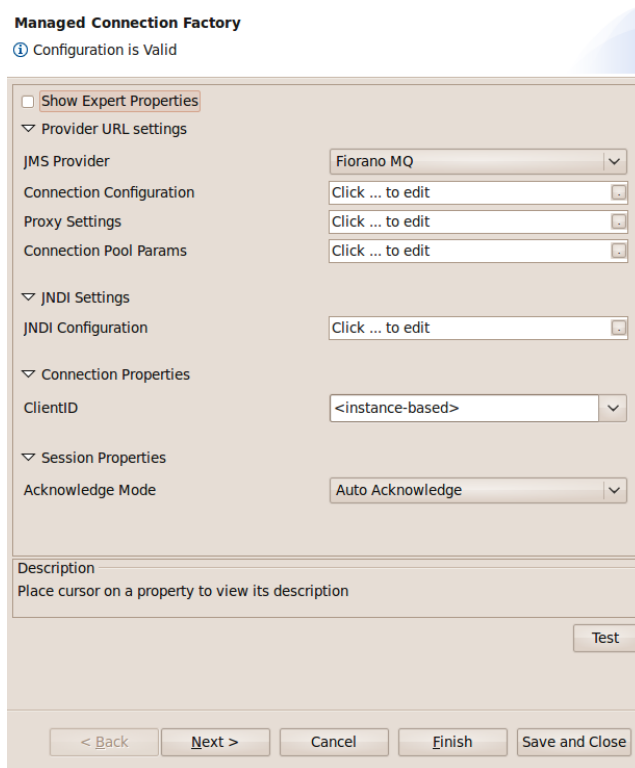 Managed Connection Factory
Configuration is Valid
Show Expert Properties
Provider URL settings
JMS Provider Fiorano MQ
Connection Configuration Click ... to edit
Proxy Settings Click ... to edit
Connection Pool Params Click ... to edit
JNDI Settings
JNDI Configuration Click ... to edit
Connection Properties
ClientID <instance-based>
Session Properties
Acknowledge Mode Auto Acknowledge
Description
Place cursor on a property to view its description
Test
< Back Next > Cancel Finish Save and Close